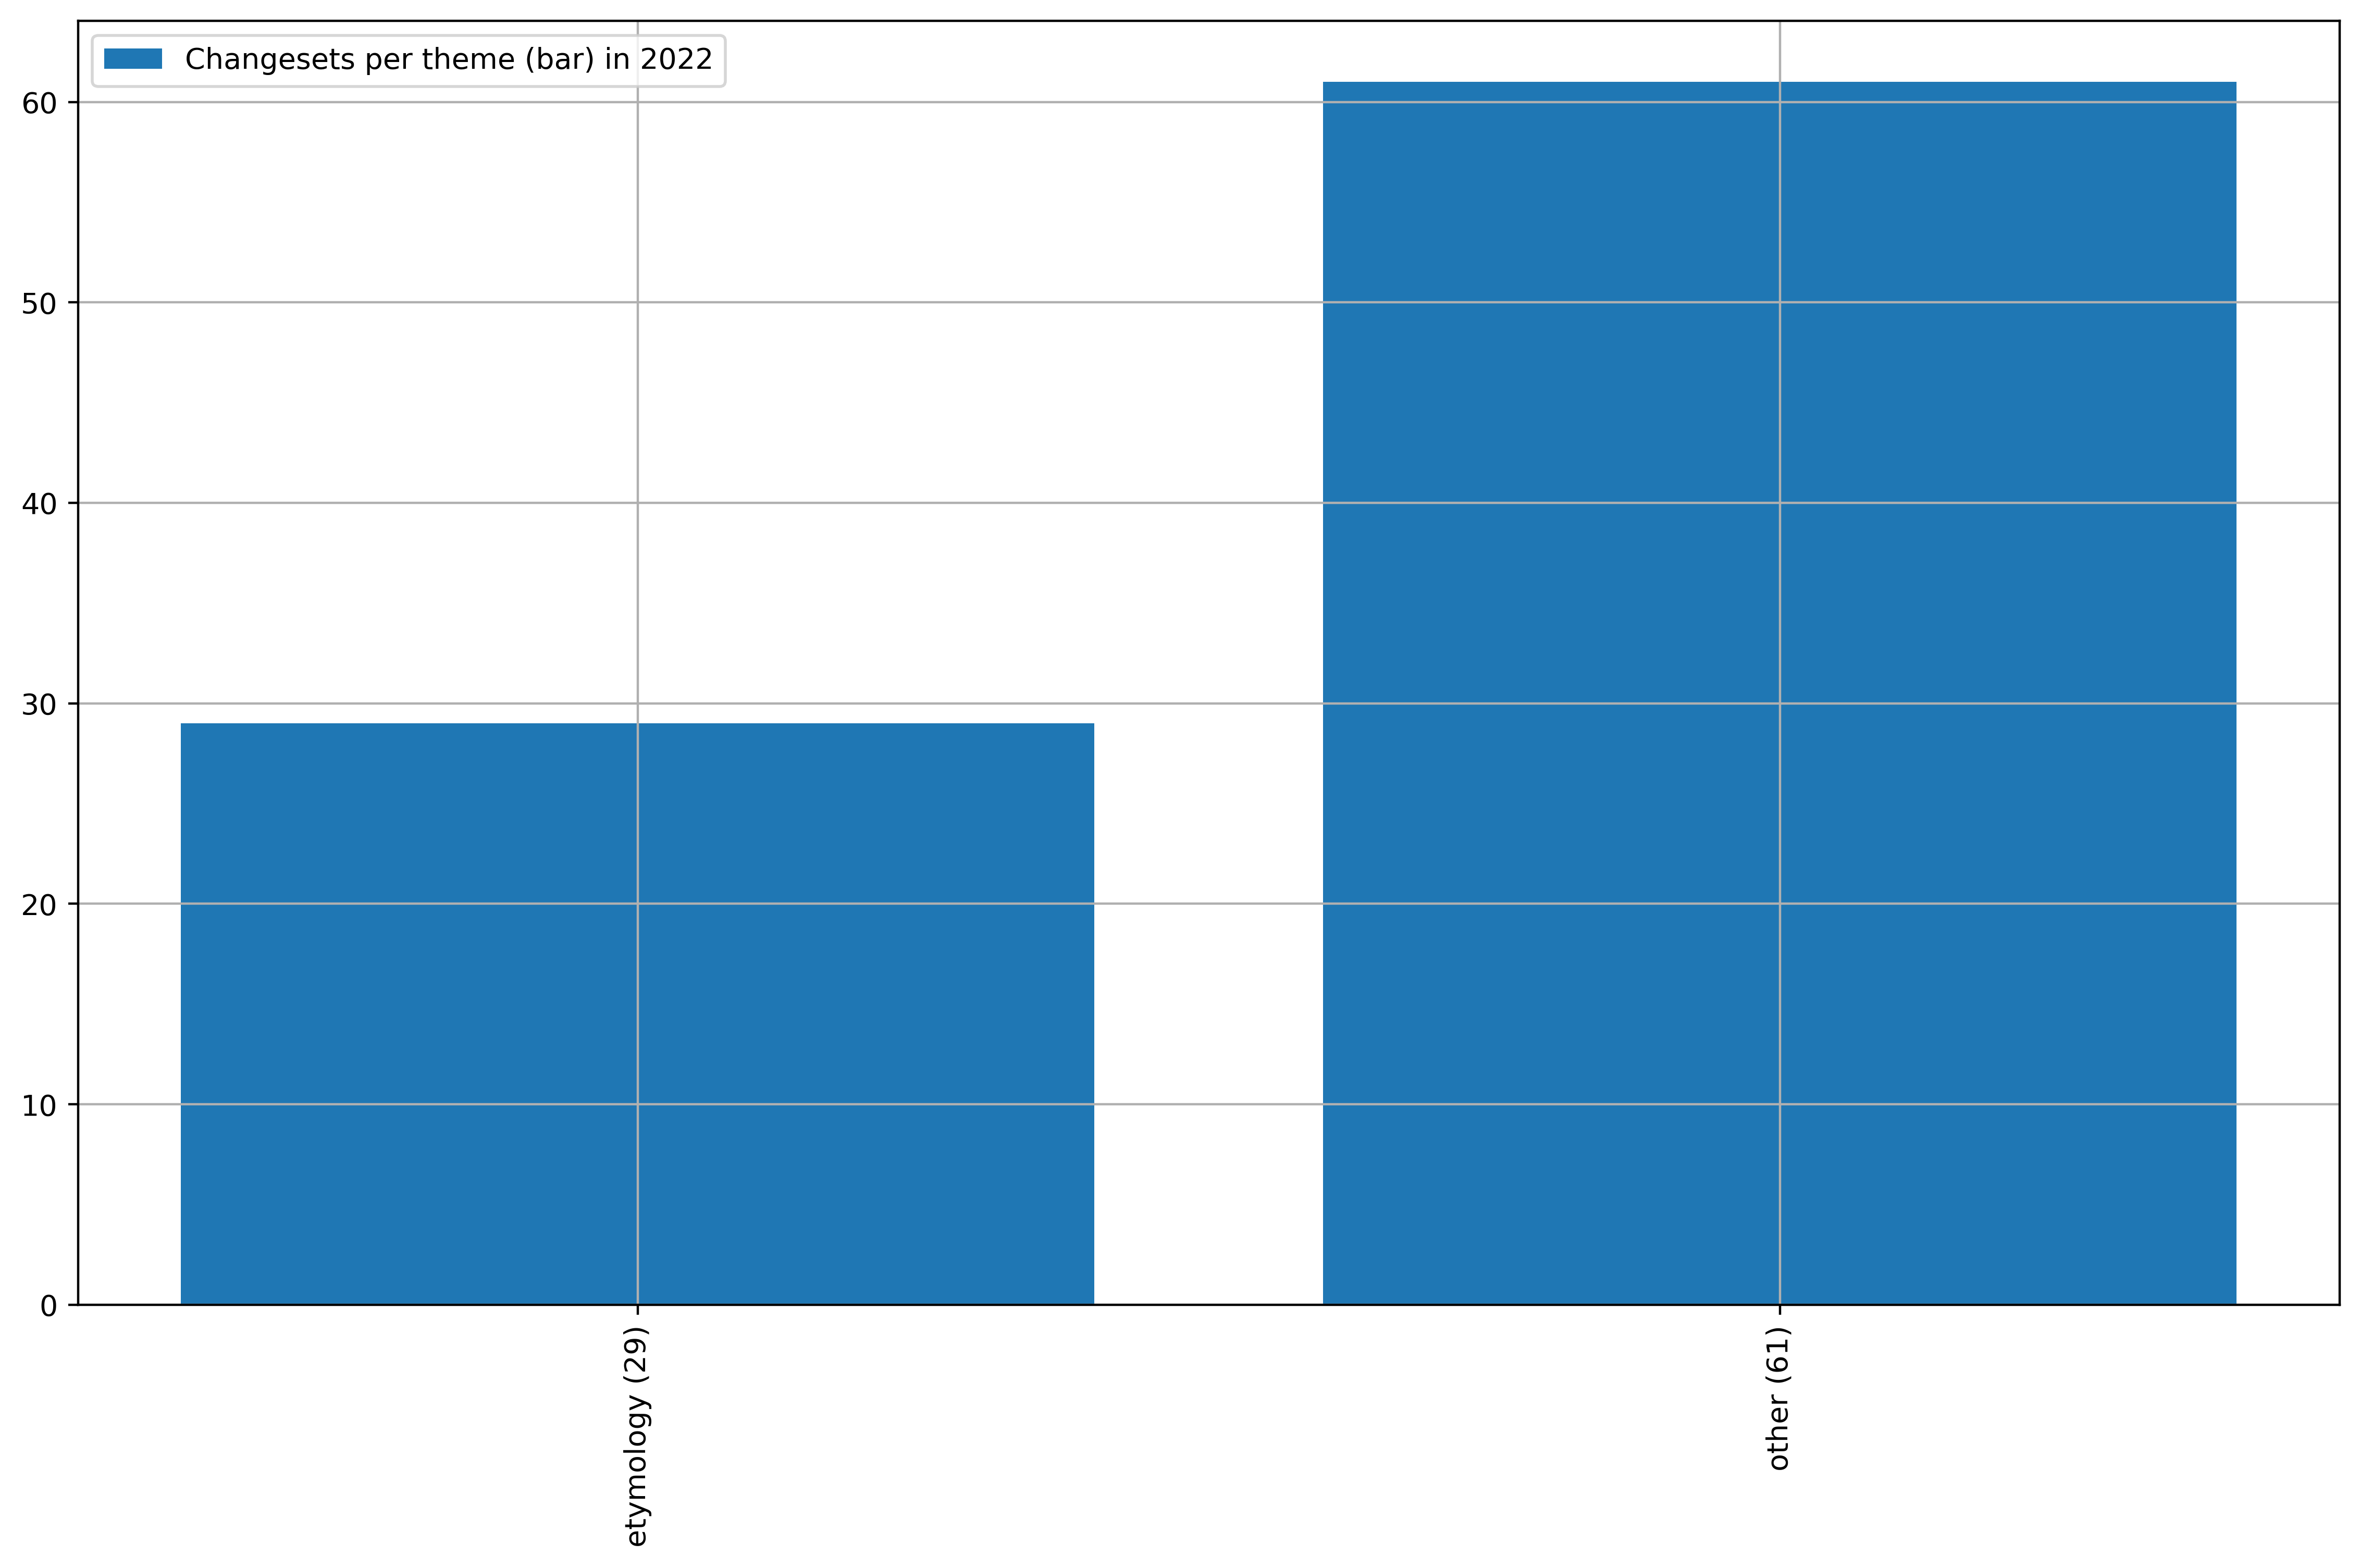 Changesets per theme (bar) in 2022
60
50
40
30
20
10
0
etymology (29)
other (61)